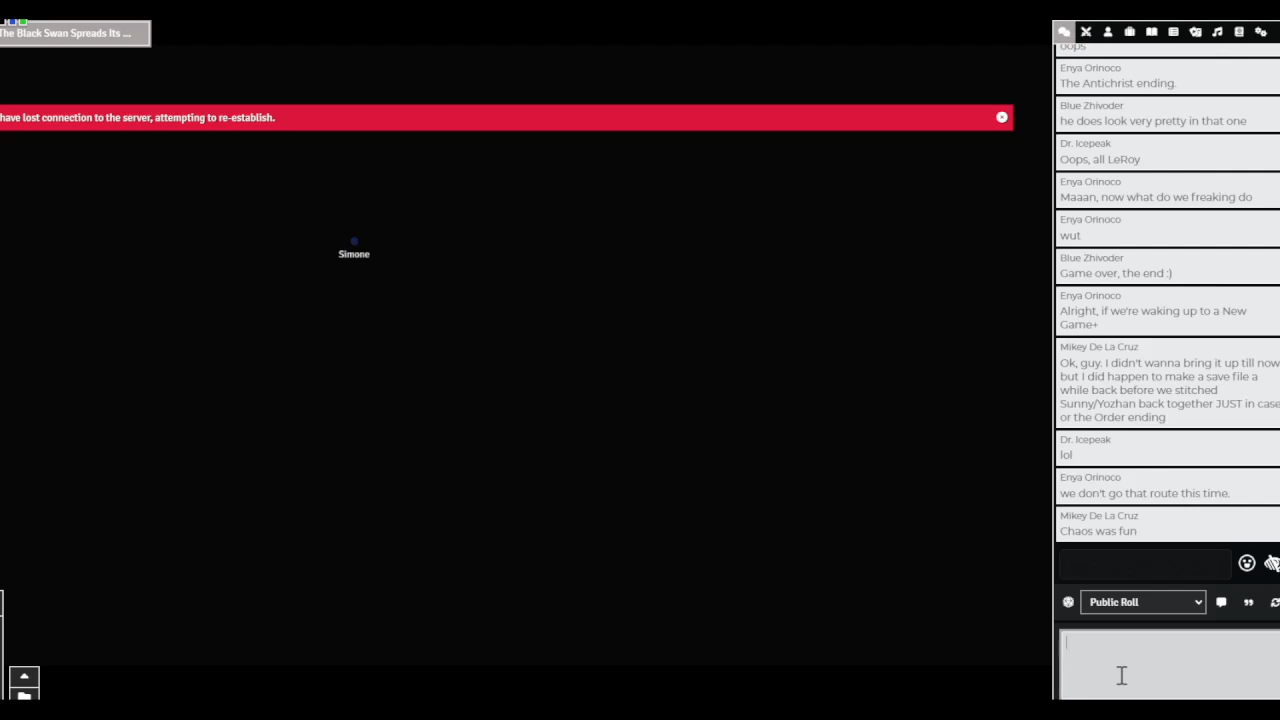 The Black Swan Spreads Its ...
have lost connection to the server, attempting to re-establish.
Simone
oops
Enya Orinoco
The Antichrist ending.
Blue Zhivoder
he does look very pretty in that one
Dr. Icepeak
Oops, all LeRoy
Enya Orinoco
Maaan, now what do we freaking do
Enya Orinoco
wut
Blue Zhivoder
Game over, the end :)
Enya Orinoco
Alright, if we're waking up to a New
Game+
Mikey De La Cruz
Ok, guy. I didn't wanna bring it up till now
but I did happen to make a save file a
while back before we stitched
Sunny/Yozhan back together JUST in case
or the Order ending
Dr. Icepeak
lol
Enya Orinoco
we don't go that route this time.
Mikey De La Cruz
Chaos was fun
Public Roll